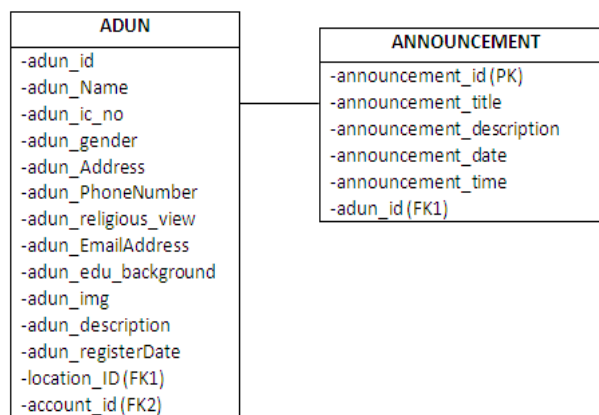 ADUN
-adun_id
-adun_Name
-adun_ic_no
-adun_gender
-adun_Address
-adun_PhoneNumber
-adun_religious_view
-adun_EmailAddress
-adun_edu_background
-adun_img
-adun_description
-adun_registerDate
-location_ID (FK1)
-account_id (FK2)
ANNOUNCEMENT
-announcement_id (PK)
-announcement_title
-announcement_description
-announcement_date
-announcement_time
-adun_id (FK1)